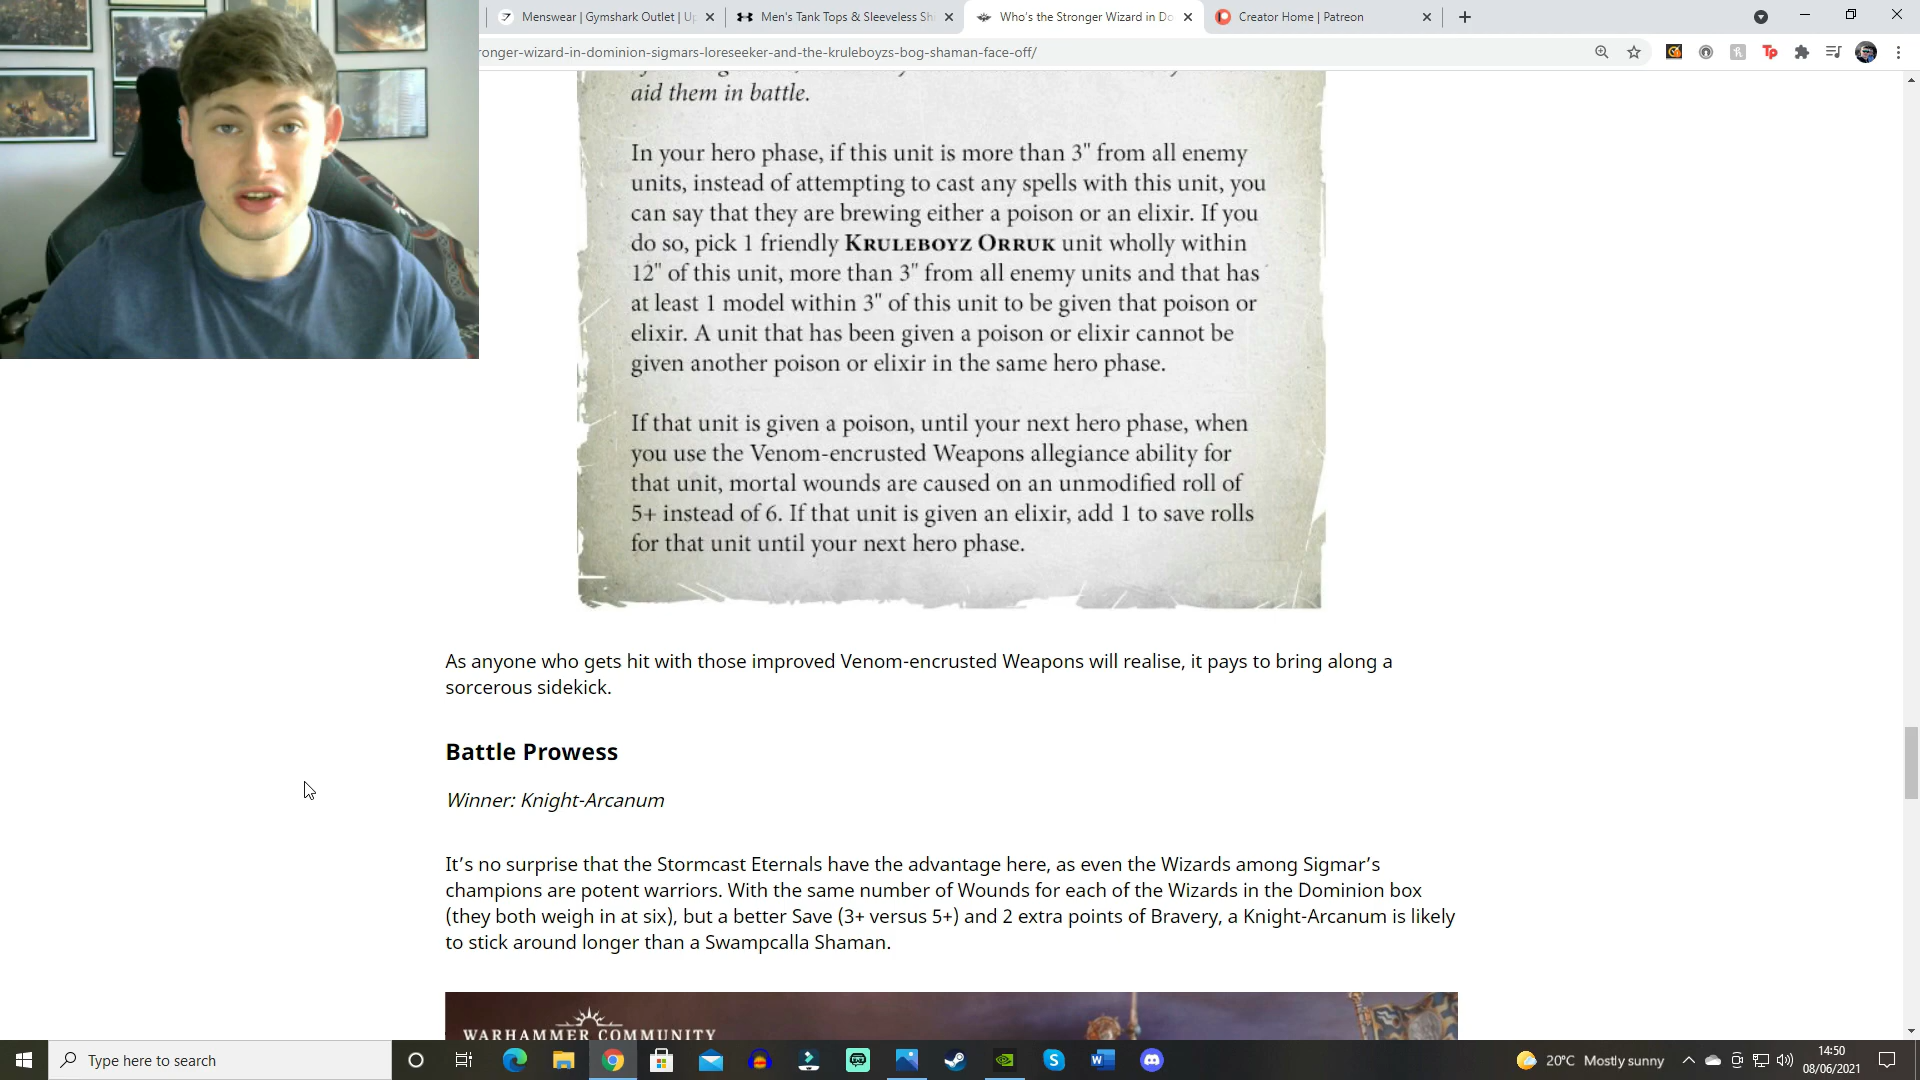 Menswear | Gymshark Outlet | U
Men's Tank Tops & Sleeveless Sh
Who's the Stronger Wizard in Do
Creator Home | Patreon
ronger-wizard-in-dominion-sigmars-loreseeker-and-the-kruleboyzs-bog-shaman-face-off/
aid them in battle.
In your hero phase, if this unit is more than 3" from all enemy
units, instead of attempting to cast any spells with this unit, you
can say that they are brewing either a poison or an elixir. If you
do so, pick 1 friendly KRULEBOYZ ORRUK unit wholly within
12" of this unit, more than 3" from all enemy units and that has
at least 1 model within 3" of this unit to be given that poison or
elixir. A unit that has been given a poison or elixir cannot be
given another poison or elixir in the same hero phase.
If that unit is given a poison, until your next hero phase, when
you use the Venom-encrusted Weapons allegiance ability for
that unit, mortal wounds are caused on an unmodified roll of
5+ instead of 6. If that unit is given an elixir, add 1 to save rolls
for that unit until your next hero phase.
As anyone who gets hit with those improved Venom-encrusted Weapons will realise, it pays to bring along a
sorcerous sidekick.
Battle Prowess
Winner: Knight-Arcanum
It's no surprise that the Stormcast Eternals have the advantage here, as even the Wizards among Sigmar's
champions are potent warriors. With the same number of Wounds for each of the Wizards in the Dominion box
(they both weigh in at six), but a better Save (3+ versus 5+) and 2 extra points of Bravery, a Knight-Arcanum is likely
to stick around longer than a Swampcalla Shaman.
WARHAMMER COMMUNITY
Type here to search
20°C Mostly sunny
14:50
08/06/2021